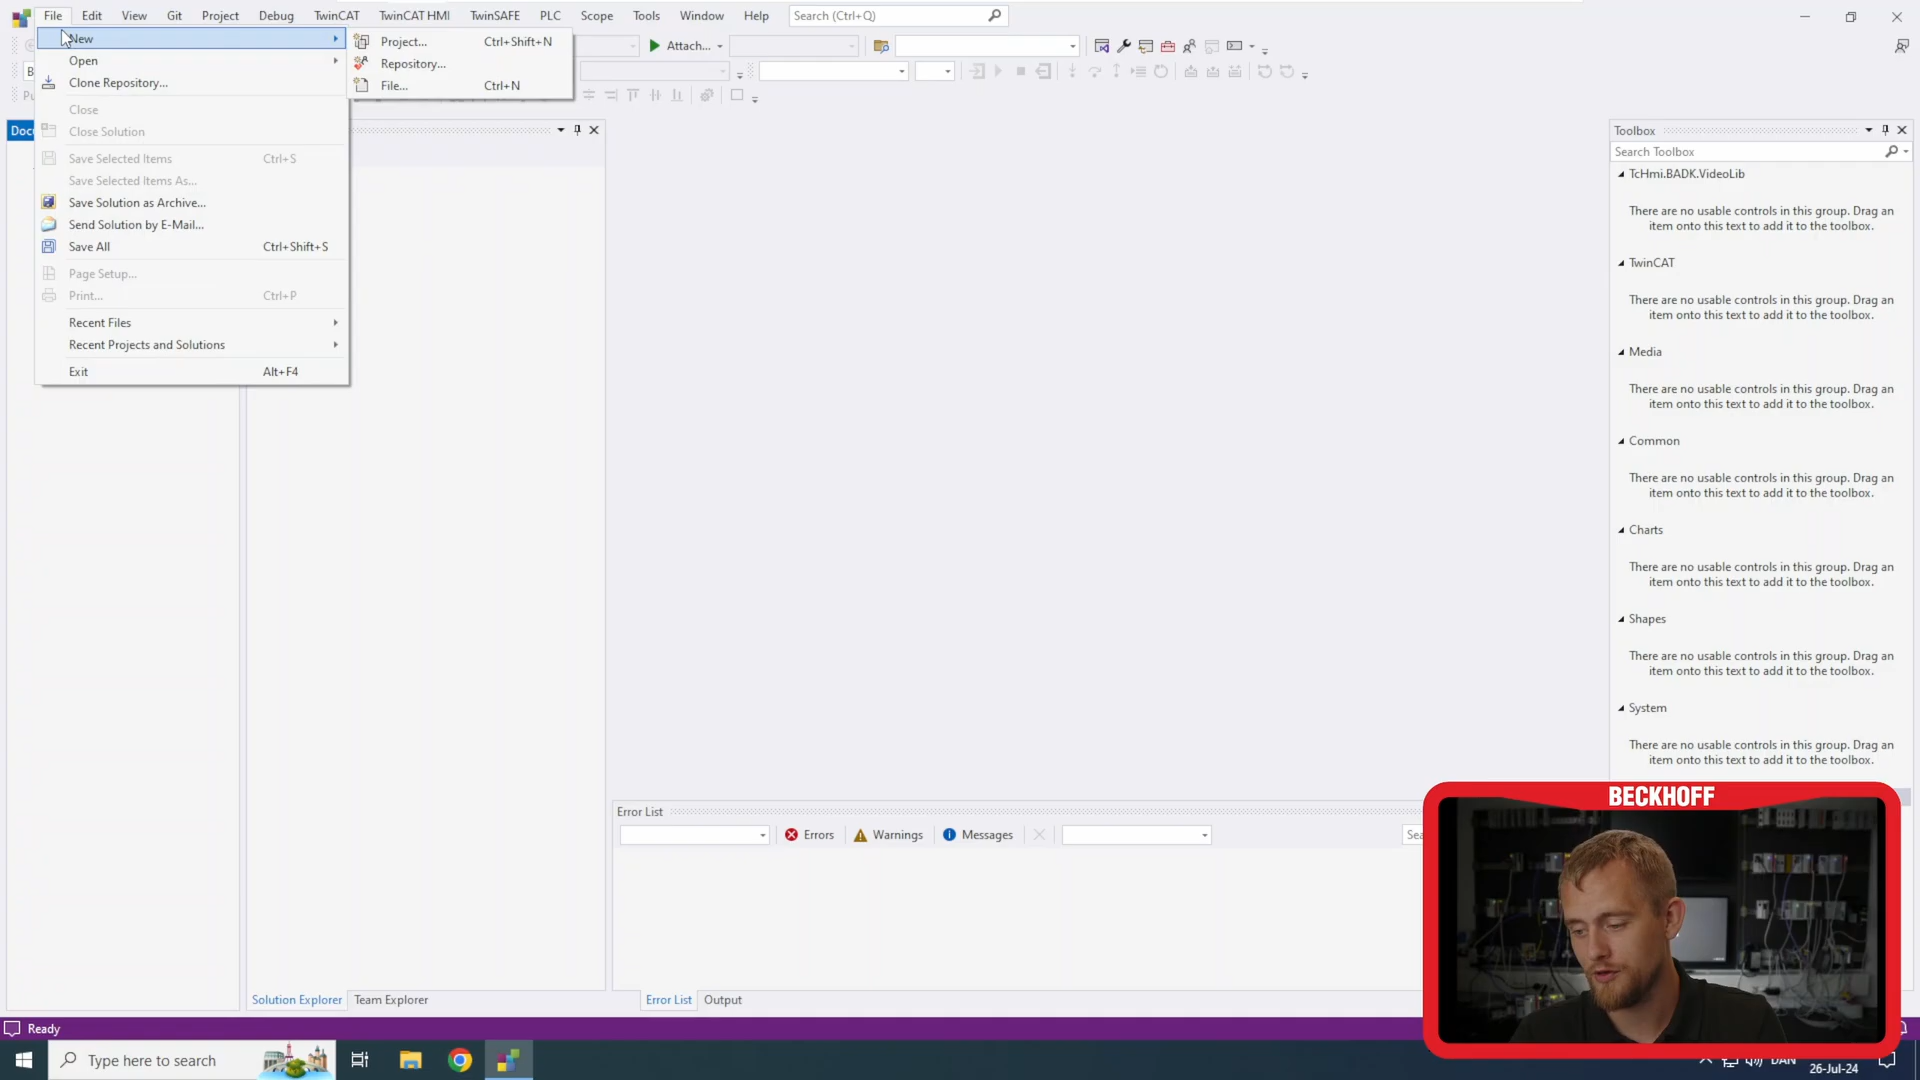 File Edit View Git Project Debug TwinCAT TwinCAT HMI TwinSAFE PLC Scope Tools Window Help Search (Ctrl+Q)
New
Project... Ctrl+Shift+N
Attach...
Open
Repository...
Clone Repository...
File... Ctrl+N
Close
Close Solution
Save Selected Items Ctrl+S
Save Selected Items As...
Save Solution as Archive...
Send Solution by E-Mail...
Save All Ctrl+Shift+S
Page Setup...
Print... Ctrl+P
Recent Files
Recent Projects and Solutions
Exit Alt+F4
Toolbox
Search Toolbox
TcHmi.BADK.VideoLib
There are no usable controls in this group. Drag an
item onto this text to add it to the toolbox.
TwinCAT
There are no usable controls in this group. Drag an
item onto this text to add it to the toolbox.
Media
There are no usable controls in this group. Drag an
item onto this text to add it to the toolbox.
Common
There are no usable controls in this group. Drag an
item onto this text to add it to the toolbox.
Charts
There are no usable controls in this group. Drag an
item onto this text to add it to the toolbox.
Shapes
There are no usable controls in this group. Drag an
item onto this text to add it to the toolbox.
System
There are no usable controls in this group. Drag an
item onto this text to add it to the toolbox.
Error List
Errors Warnings Messages
BECKHOFF
Solution Explorer Team Explorer
Error List Output
Ready
Type here to search
DAN
26-Jul-24